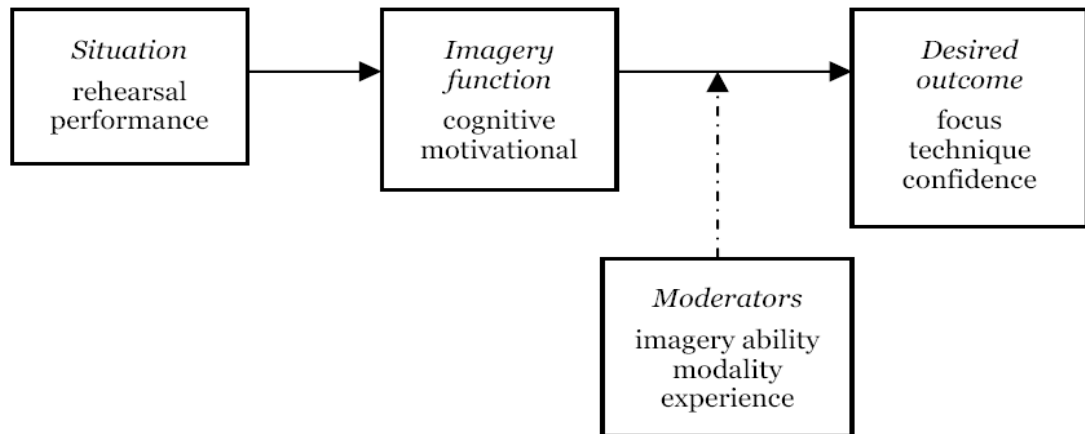 Situation
rehearsal
performance
Imagery
function
cognitive
motivational
Desired
outcome
focus
technique
confidence
Moderators
imagery ability
modality
experience